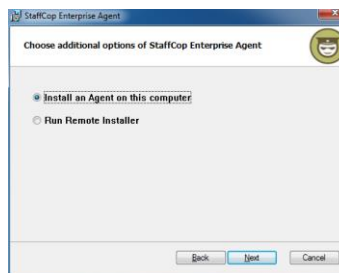 StaffCop Enterprise Agent
Choose additional options of StaffCop Enterprise Agent
Install an Agent on this computer
Run Remote Installer
Back Next Cancel